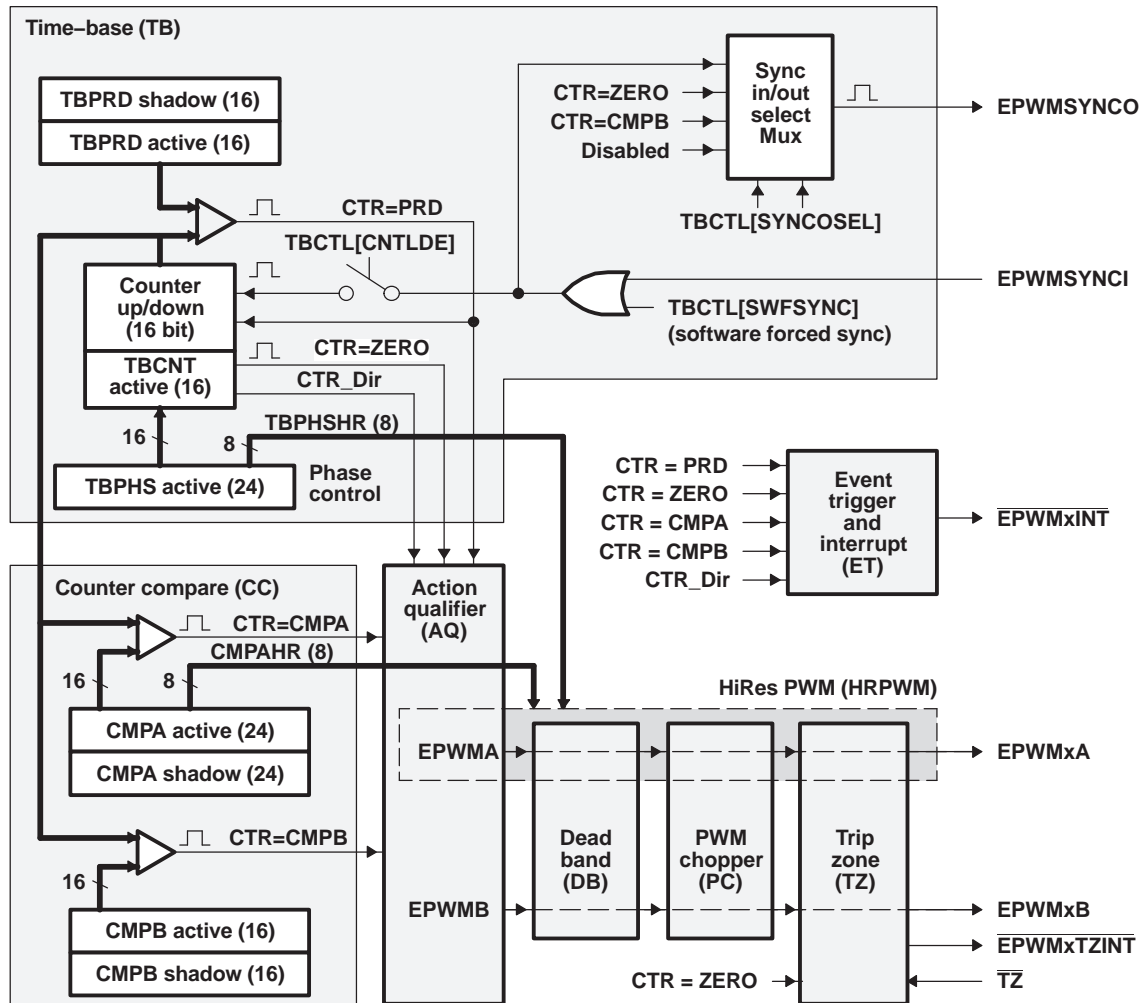 Time–base (TB)
TBPRD shadow (16)
TBPRD active (16)
CTR=PRD
TBCTL[CNTLDE]
Counter
up/down
(16 bit)
TBCNT
active (16)
CTR=ZERO
CTR_Dir
16
8
TBPHSHR (8)
TBPHS active (24)
Phase
control
CTR=ZERO
CTR=CMPB
Disabled
Sync
in/out
select
Mux
TBCTL[SYNCOSEL]
EPWMSYNCO
EPWMSYNCI
TBCTL[SWFSYNC]
(software forced sync)
CTR = PRD
CTR = ZERO
CTR = CMPA
CTR = CMPB
CTR_Dir
Event
trigger
and
interrupt
(ET)
EPWMxINT
Counter compare (CC)
CTR=CMPA
16
8
CMPAHR (8)
CMPA active (24)
CMPA shadow (24)
CTR=CMPB
16
CMPB active (16)
CMPB shadow (16)
Action
qualifier
(AQ)
HiRes PWM (HRPWM)
EPWMA
EPWMxA
Dead
band
(DB)
PWM
chopper
(PC)
Trip
zone
(TZ)
EPWMB
EPWMxB
EPWMxTZINT
CTR = ZERO
TZ